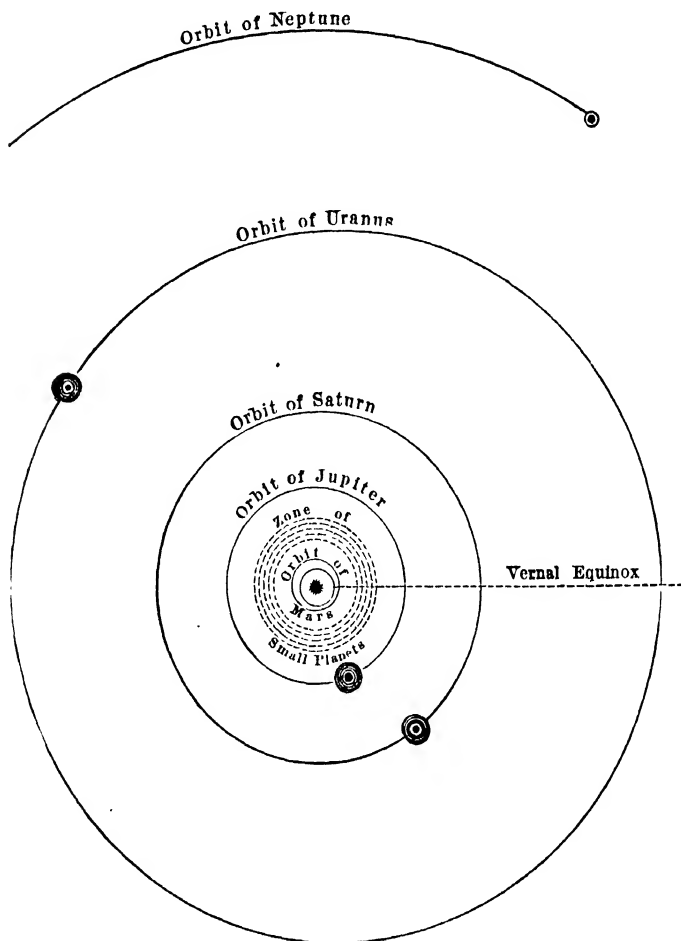 Orbit of Neptune
Orbit of Uranus
Orbit of Saturn
Orbit of Jupiter
Zone of
Orbit of
Mars
Small Planets
Vernal Equinox